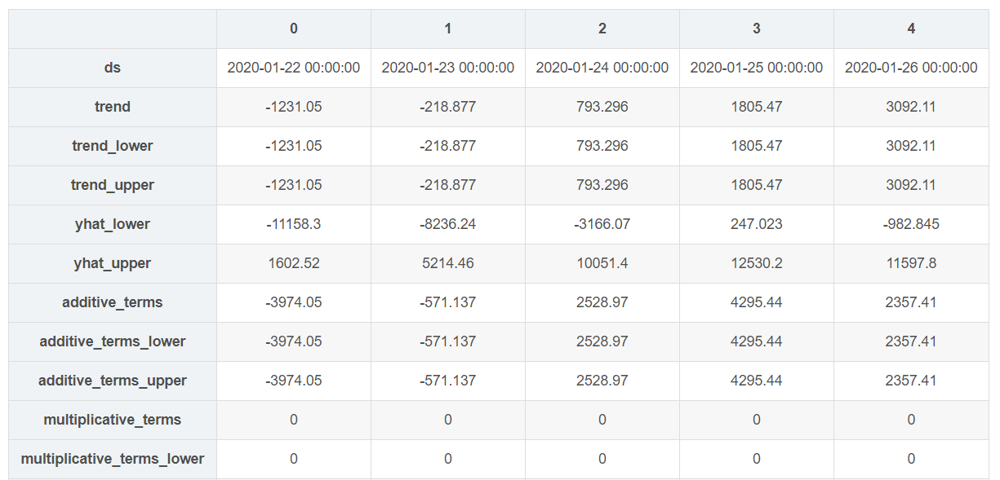 0 1 2 3 4
ds 2020-01-22 00:00:00 2020-01-23 00:00:00 2020-01-24 00:00:00 2020-01-25 00:00:00 2020-01-26 00:00:00
trend -1231.05 -218.877 793.296 1805.47 3092.11
trend_lower -1231.05 -218.877 793.296 1805.47 3092.11
trend_upper -1231.05 -218.877 793.296 1805.47 3092.11
yhat_lower -11158.3 -8236.24 -3166.07 247.023 -982.845
yhat_upper 1602.52 5214.46 10051.4 12530.2 11597.8
additive_terms -3974.05 -571.137 2528.97 4295.44 2357.41
additive_terms_lower -3974.05 -571.137 2528.97 4295.44 2357.41
additive_terms_upper -3974.05 -571.137 2528.97 4295.44 2357.41
multiplicative_terms 0 0 0 0 0
multiplicative_terms_lower 0 0 0 0 0